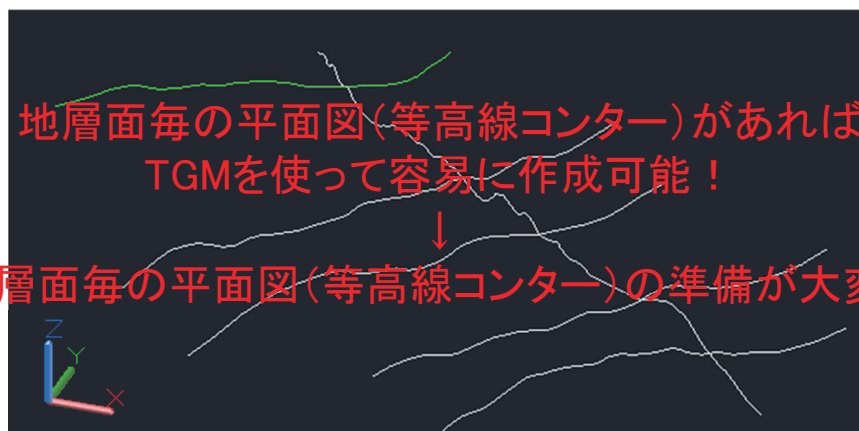 地層面毎の平面図（等高線コンター）があれば
TGMを使って容易に作成可能！
↓
層面毎の平面図（等高線コンター）の準備が大変
Z
Y
X